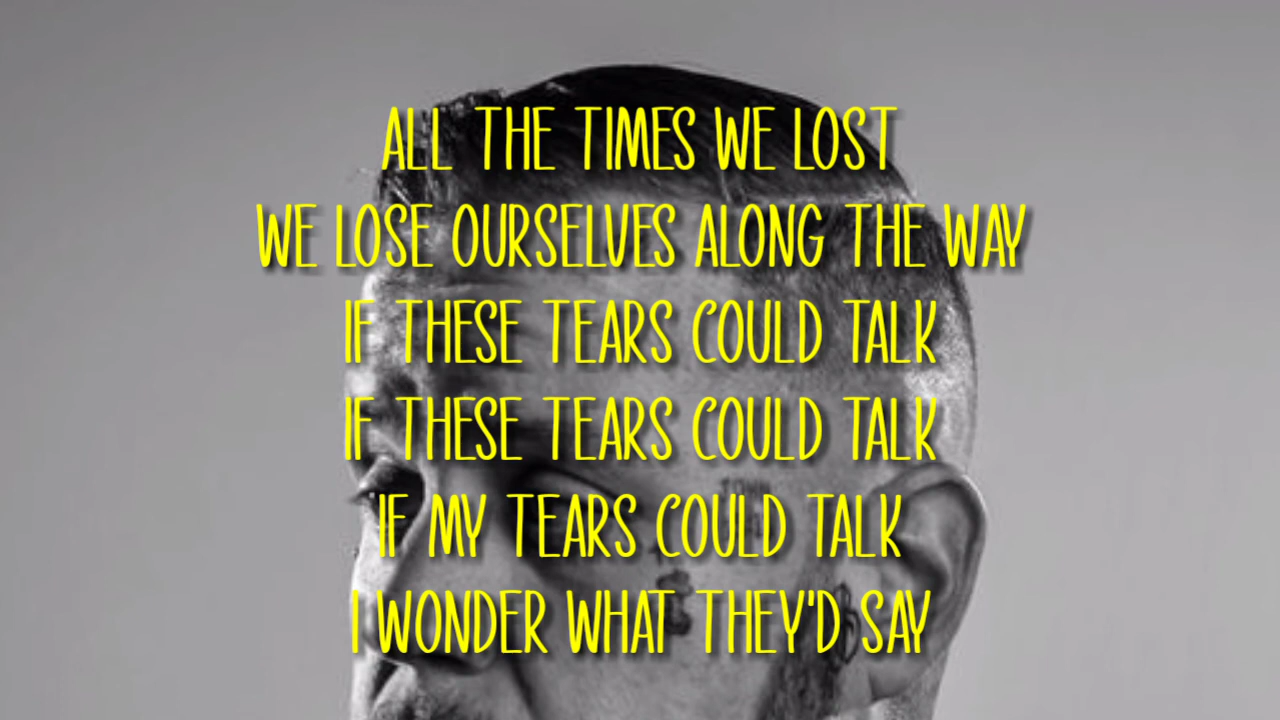 ALL THE TIMES WE LOST
WE LOSE OURSELVES ALONG THE WAY
IF THESE TEARS COULD TALK
IF THESE TEARS COULD TALK
IF MY TEARS COULD TALK
I WONDER WHAT THEY'D SAY